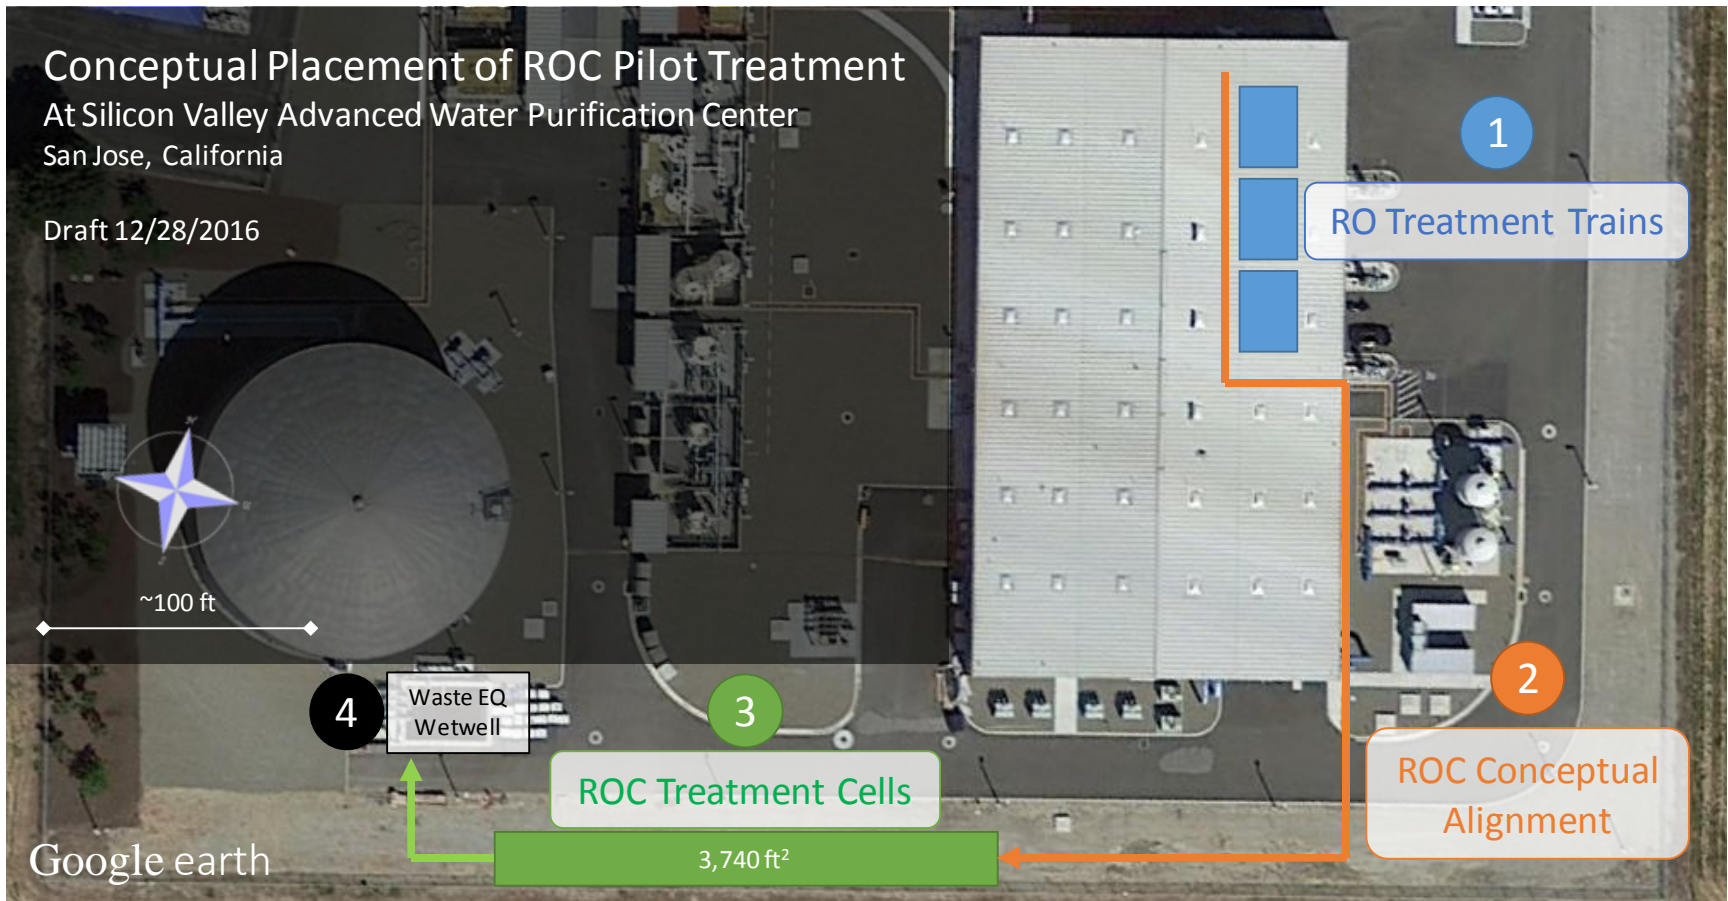 Conceptual Placement of ROC Pilot Treatment
At Silicon Valley Advanced Water Purification Center
San Jose, California
Draft 12/28/2016
1
RO Treatment Trains
~100 ft
2
ROC Conceptual
Alignment
3
ROC Treatment Cells
4
Waste EQ
Wetwell
3,740 ft²
Google earth